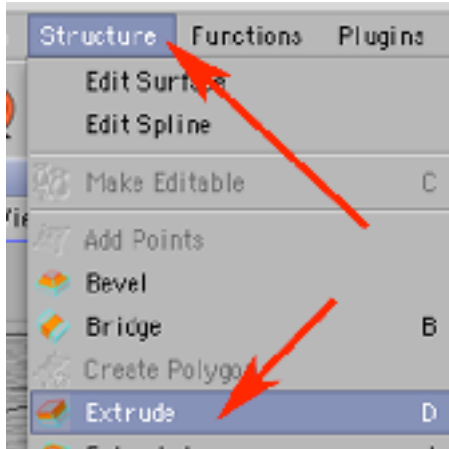 Structure Functions Plugins
Edit Surface
Edit Spline
Make Editable C
Add Points
Bevel
Bridge B
Create Polygon
Extrude D